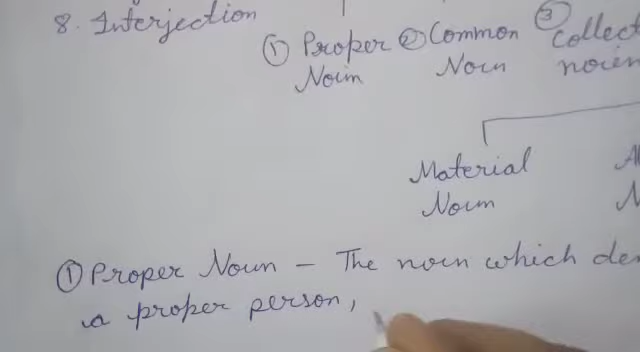 8. Interjection
① Proper Noun
② Common Noun
③
Material Noun
① Proper Noun - The noun which
a proper person,